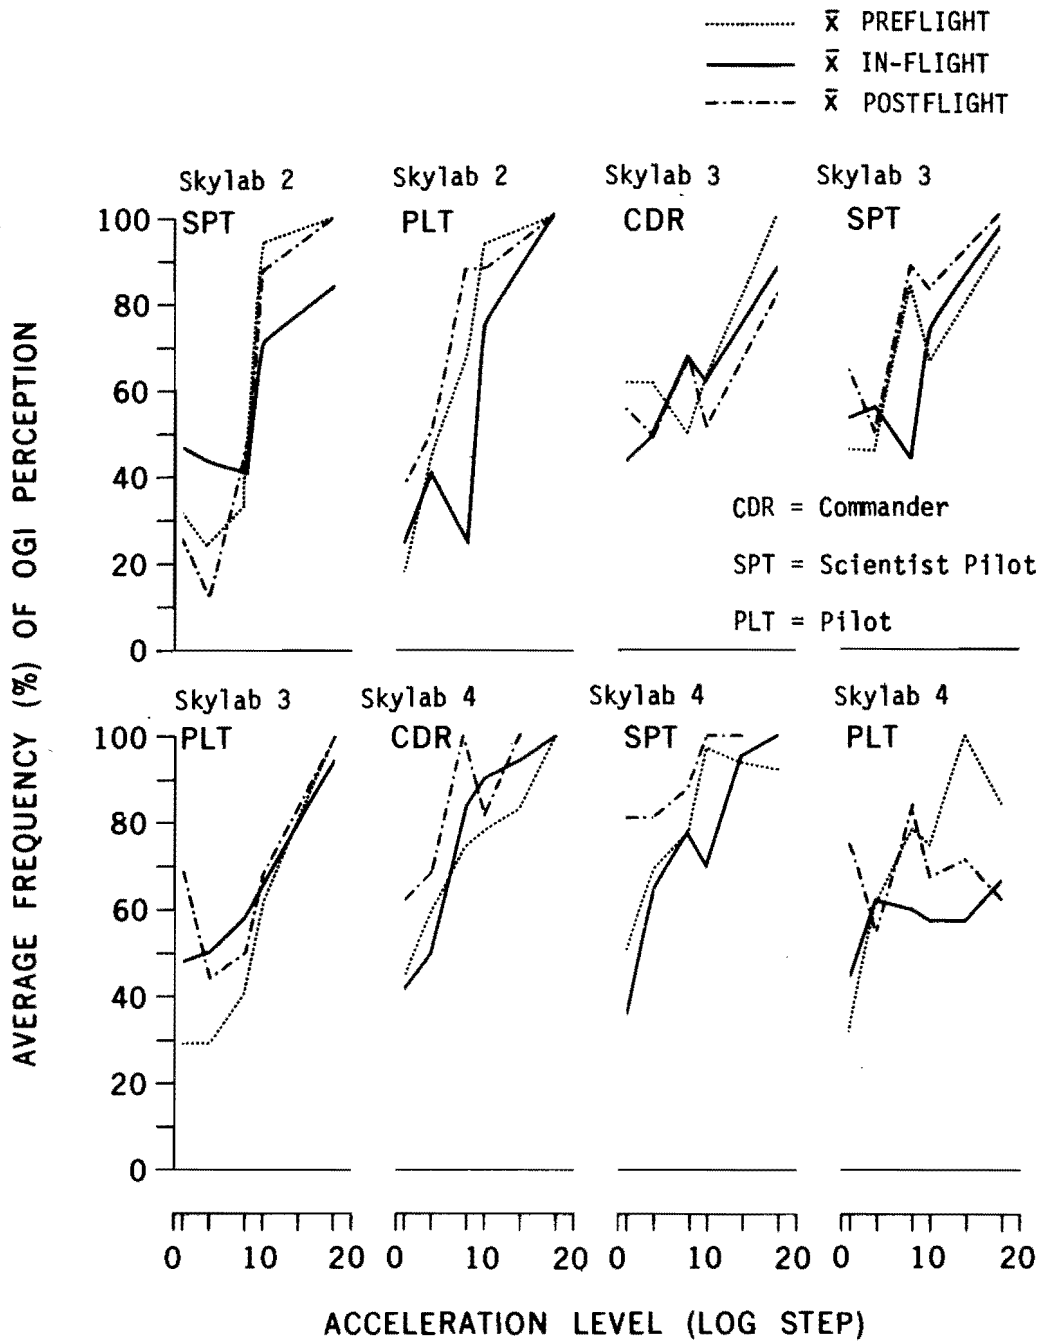 x̄ PREFLIGHT
x̄ IN-FLIGHT
x̄ POSTFLIGHT
Skylab 2 Skylab 2 Skylab 3 Skylab 3
SPT PLT CDR SPT
100
80
60
40
20
0
CDR = Commander
SPT = Scientist Pilot
PLT = Pilot
AVERAGE FREQUENCY (%) OF OGI PERCEPTION
Skylab 3 Skylab 4 Skylab 4 Skylab 4
PLT CDR SPT PLT
100
80
60
40
20
0
0 10 20 0 10 20 0 10 20 0 10 20
ACCELERATION LEVEL (LOG STEP)